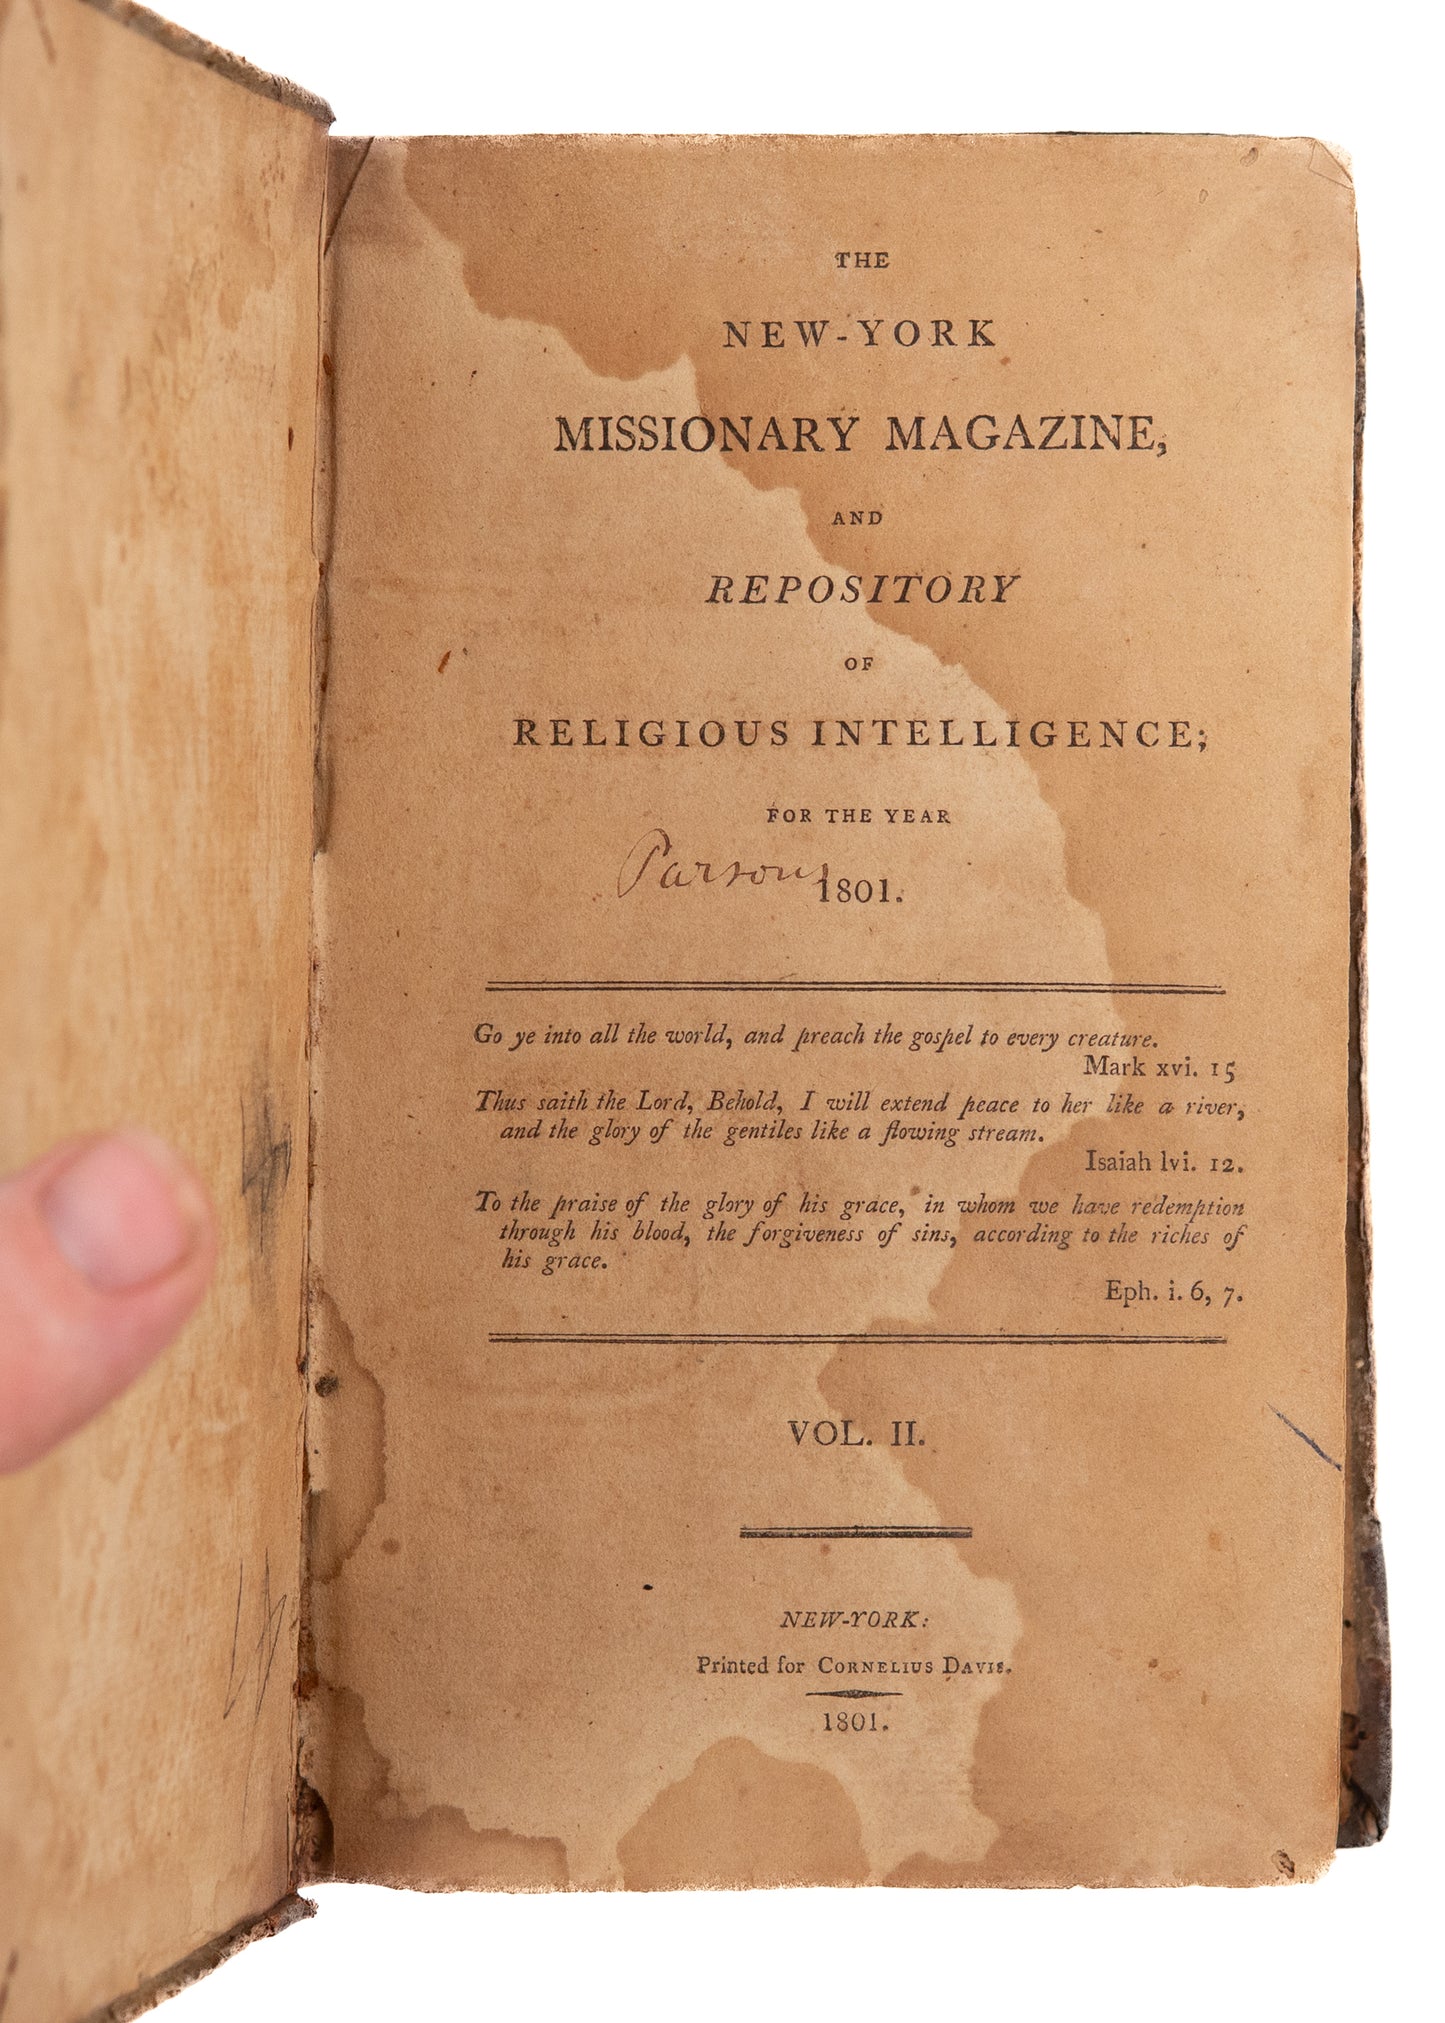 THE
NEW-YORK
MISSIONARY MAGAZINE,
AND
REPOSITORY
OF
RELIGIOUS INTELLIGENCE;
FOR THE YEAR
Parsons
1801.
Go ye into all the world, and preach the gospel to every creature.
Mark xvi. 15
Thus saith the Lord, Behold, I will extend peace to her like a river,
and the glory of the gentiles like a flowing stream.
Isaiah lvi. 12.
To the praise of the glory of his grace, in whom we have redemption
through his blood, the forgiveness of sins, according to the riches of
his grace.
Eph. i. 6, 7.
VOL. II.
NEW-YORK:
Printed for CORNELIUS DAVIS.
1801.